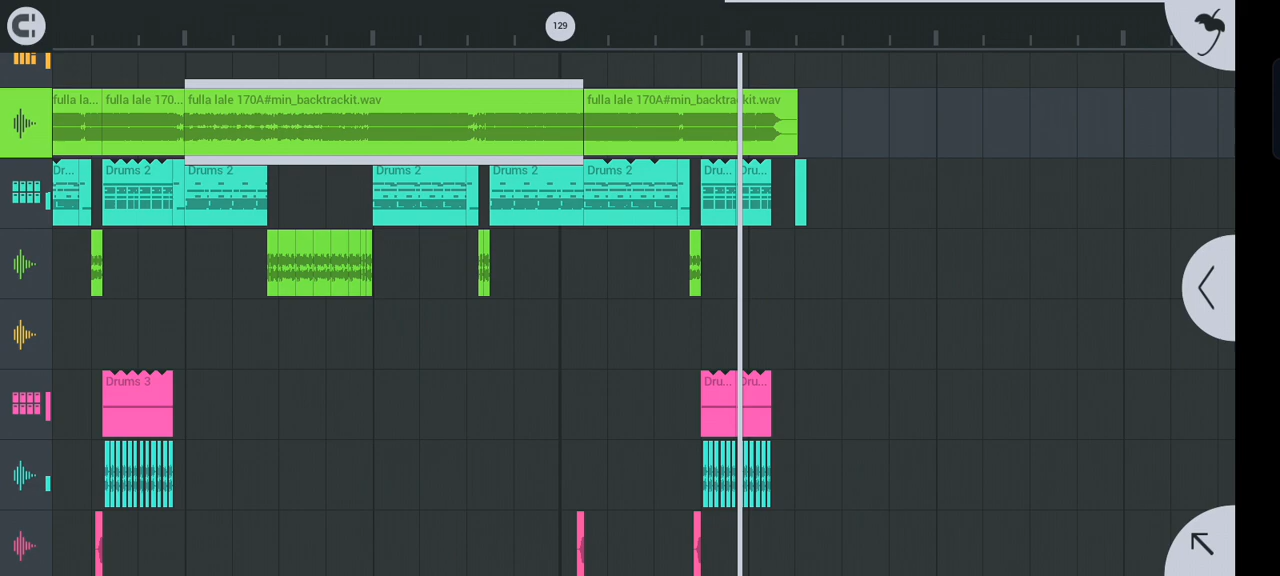 129
fulla la...
fulla lale 170...
fulla lale 170A#min_backtrackit.wav
fulla lale 170A#min_backtrackit.wav
Dr...
Drums 2
Drums 2
Drums 2
Drums 2
Drums 2
Dru...
Dru...
Drums 3
Dru...
Dru...